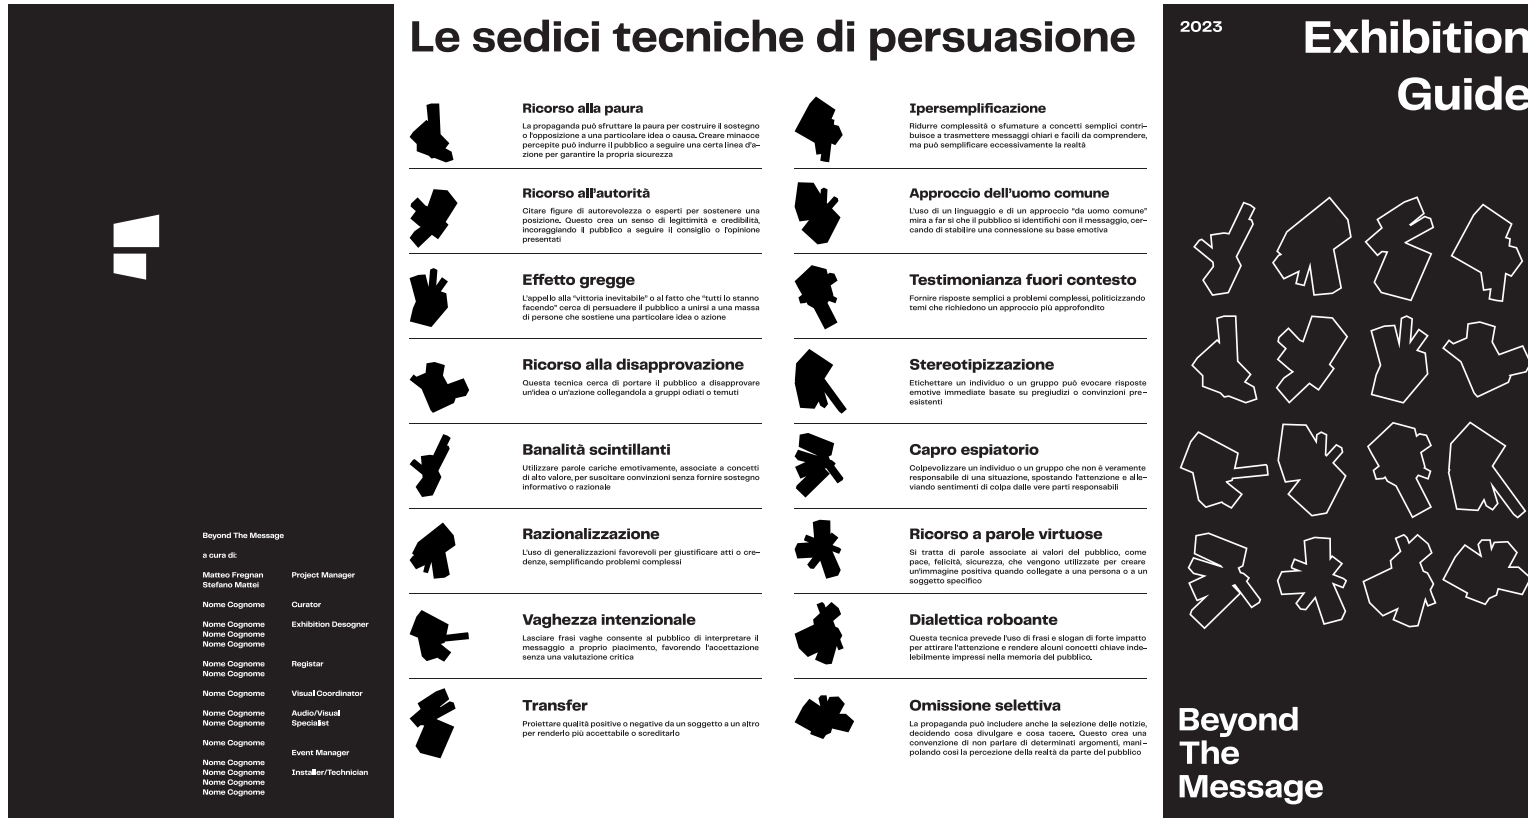 Beyond The Message
a cura di:
Matteo Fregnan Project Manager
Stefano Mattei
Nome Cognome Curator
Nome Cognome Exhibition Desogner
Nome Cognome
Nome Cognome
Nome Cognome Registar
Nome Cognome
Nome Cognome Visual Coordinator
Nome Cognome Audio/Visual
Nome Cognome Specialist
Nome Cognome
Event Manager
Nome Cognome
Nome Cognome Installer/Technician
Nome Cognome
Nome Cognome
Le sedici tecniche di persuasione
Ricorso alla paura
La propaganda può sfruttare la paura per costruire il sostegno
o l'opposizione a una particolare idea o causa. Creare minacce
percepite può indurre il pubblico a seguire una certa linea d'a-
zione per garantire la propria sicurezza
Ricorso all'autorità
Citare figure di autorevolezza o esperti per sostenere una
posizione. Questo crea un senso di legittimità e credibilità,
incoraggiando il pubblico a seguire il consiglio o l'opinione
presentati
Effetto gregge
L'appello alla "vittoria inevitabile" o al fatto che "tutti lo stanno
facendo" cerca di persuadere il pubblico a unirsi a una massa
di persone che sostiene una particolare idea o azione
Ricorso alla disapprovazione
Questa tecnica cerca di portare il pubblico a disapprovare
un'idea o un'azione collegandola a gruppi odiati o temuti
Banalità scintillanti
Utilizzare parole cariche emotivamente, associate a concetti
di alto valore, per suscitare convinzioni senza fornire sostegno
informativo o razionale
Razionalizzazione
L'uso di generalizzazioni favorevoli per giustificare atti o cre-
denze, semplificando problemi complessi
Vaghezza intenzionale
Lasciare frasi vaghe consente al pubblico di interpretare il
messaggio a proprio piacimento, favorendo l'accettazione
senza una valutazione critica
Transfer
Proiettare qualità positive o negative da un soggetto a un altro
per renderlo più accettabile o screditarlo
Ipersemplificazione
Ridurre complessità o sfumature a concetti semplici contri-
buisce a trasmettere messaggi chiari e facili da comprendere,
ma può semplificare eccessivamente la realtà
Approccio dell'uomo comune
L'uso di un linguaggio e di un approccio "da uomo comune"
mira a far sì che il pubblico si identifichi con il messaggio, cer-
cando di stabilire una connessione su base emotiva
Testimonianza fuori contesto
Fornire risposte semplici a problemi complessi, politicizzando
temi che richiedono un approccio più approfondito
Stereotipizzazione
Etichettare un individuo o un gruppo può evocare risposte
emotive immediate basate su pregiudizi o convinzioni pre-
esistenti
Capro espiatorio
Colpevolizzare un individuo o un gruppo che non è veramente
responsabile di una situazione, spostando l'attenzione e alle-
viando sentimenti di colpa dalle vere parti responsabili
Ricorso a parole virtuose
Si tratta di parole associate ai valori del pubblico, come
pace, felicità, sicurezza, che vengono utilizzate per creare
un'immagine positiva quando collegate a una persona o a un
soggetto specifico
Dialettica roboante
Questa tecnica prevede l'uso di frasi e slogan di forte impatto
per attirare l'attenzione e rendere alcuni concetti chiave inde-
lebilmente impressi nella memoria del pubblico.
Omissione selettiva
La propaganda può includere anche la selezione delle notizie,
decidendo cosa divulgare e cosa tacere. Questo crea una
convenzione di non parlare di determinati argomenti, mani-
polando così la percezione della realtà da parte del pubblico
2023
Exhibition
Guide
Beyond
The
Message